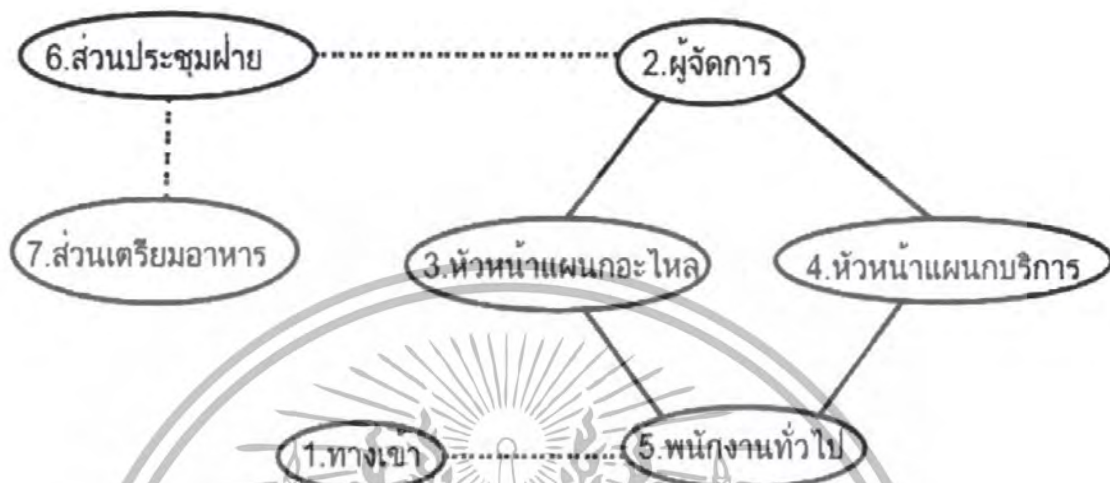 6.ส่วนประชุมฝ่าย
2.ผู้จัดการ
7.ส่วนเตรียมอาหาร
3.หัวหน้าแผนกอะไหล่
4.หัวหน้าแผนกบริการ
1.ทางเข้า
5.พนักงานทั่วไป